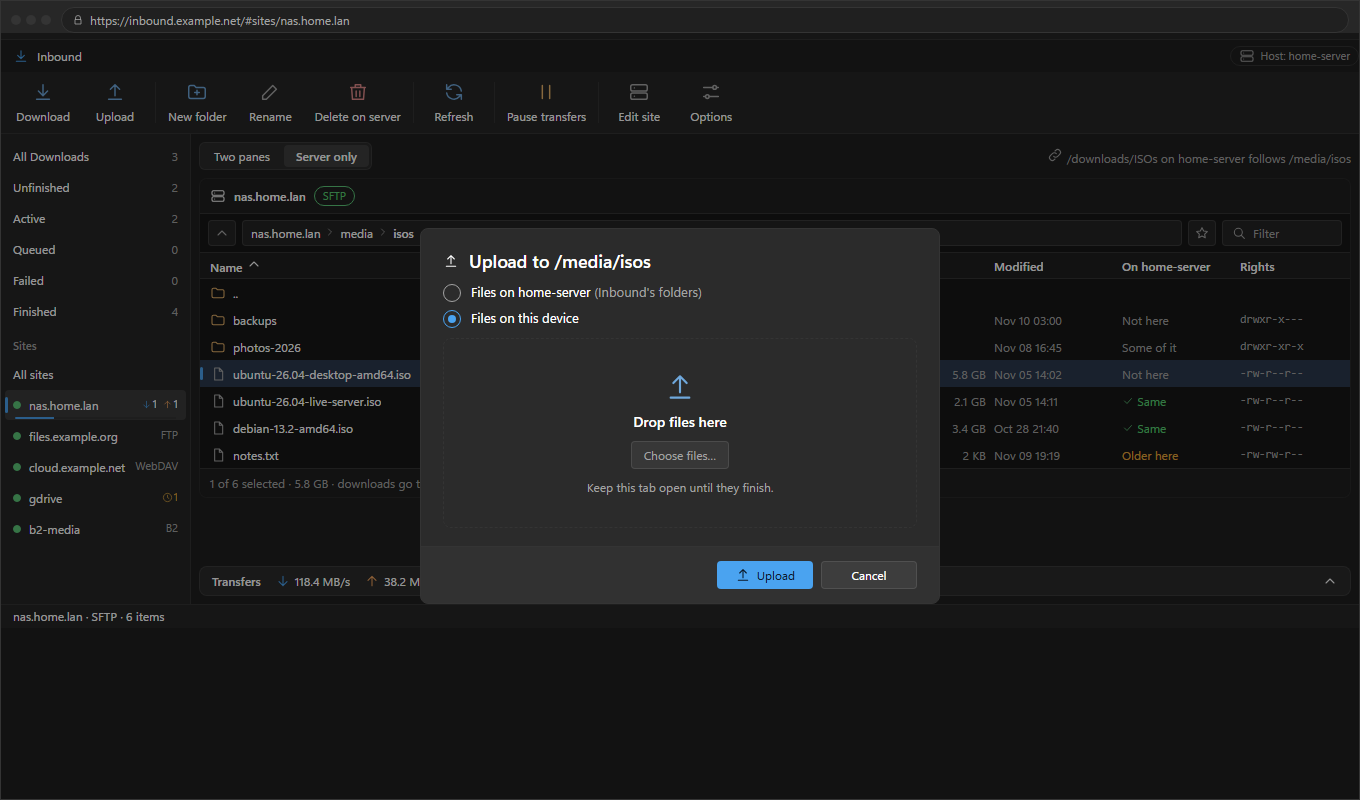 https://inbound.example.net/#sites/nas.home.lan
Inbound
Host: home-server
Download
Upload
New folder
Rename
Delete on server
Refresh
Pause transfers
Edit site
Options
All Downloads 3
Unfinished 2
Active 2
Queued 0
Failed 0
Finished 4
Sites
All sites
nas.home.lan ↓1 ↑1
files.example.org FTP
cloud.example.net WebDAV
gdrive 1
b2-media B2
Two panes
Server only
/downloads/ISOs on home-server follows /media/isos
nas.home.lan SFTP
nas.home.lan > media > isos
Filter
Name Modified On home-server Rights
..
backups Nov 10 03:00 Not here drwxr-x---
photos-2026 Nov 08 16:45 Some of it drwxr-xr-x
ubuntu-26.04-desktop-amd64.iso 5.8 GB Nov 05 14:02 Not here -rw-r--r--
ubuntu-26.04-live-server.iso 2.1 GB Nov 05 14:11 Same -rw-r--r--
debian-13.2-amd64.iso 3.4 GB Oct 28 21:40 Same -rw-r--r--
notes.txt 2 KB Nov 09 19:19 Older here -rw-rw-r--
1 of 6 selected · 5.8 GB · downloads go t
Upload to /media/isos
Files on home-server (Inbound's folders)
Files on this device
Drop files here
Choose files...
Keep this tab open until they finish.
Upload
Cancel
Transfers ↓ 118.4 MB/s ↑ 38.2 M
nas.home.lan · SFTP · 6 items